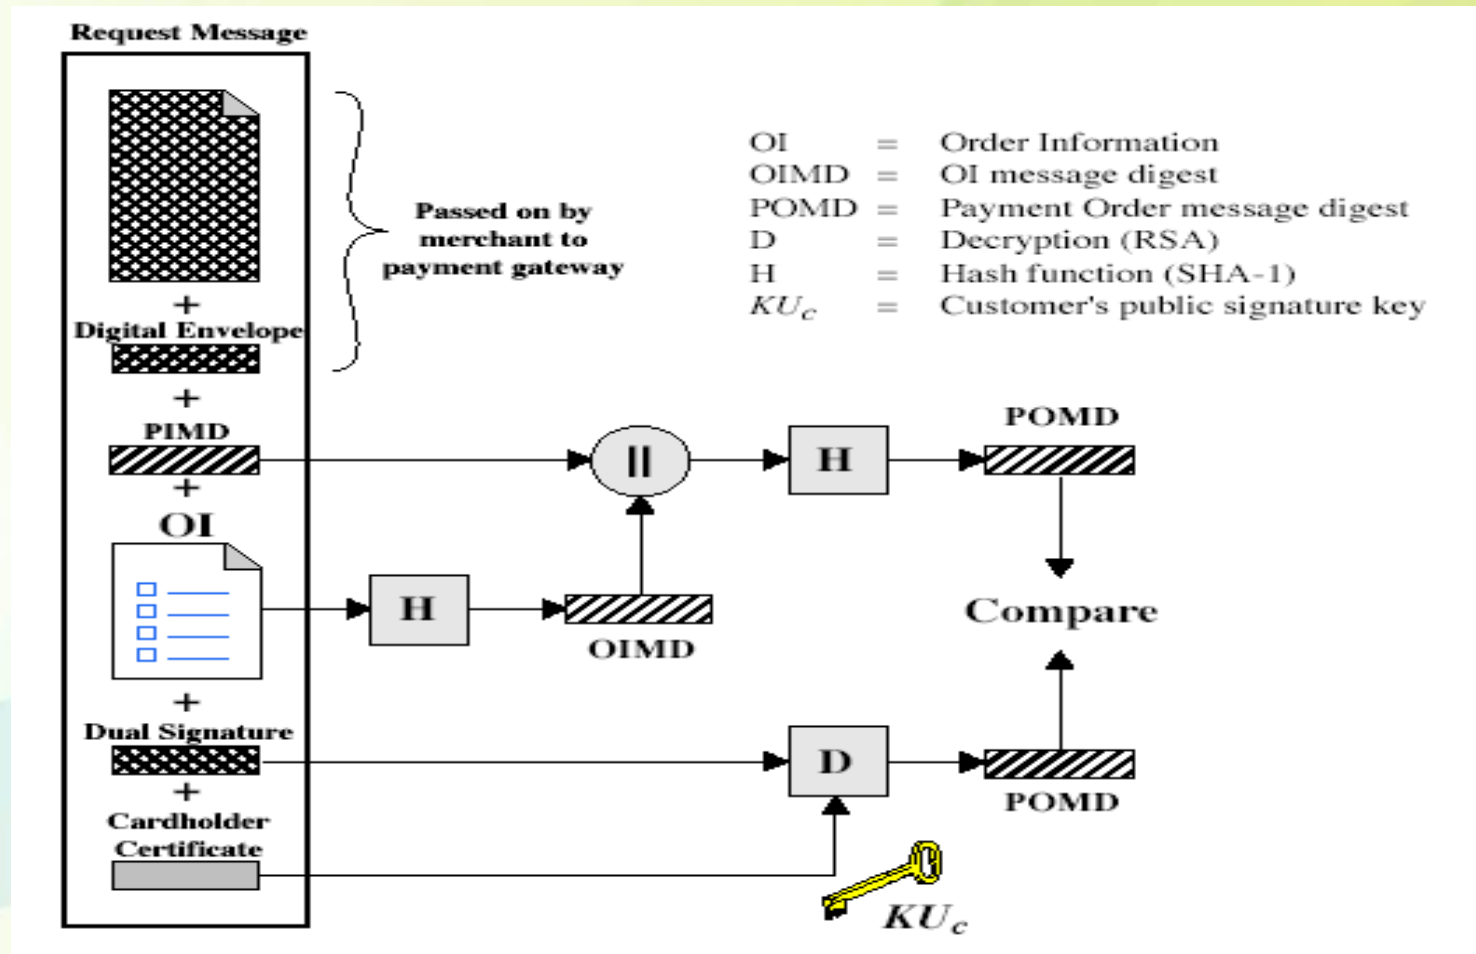 Request Message
Passed on by
merchant to
payment gateway
OI = Order Information
OIMD = OI message digest
POMD = Payment Order message digest
D = Decryption (RSA)
H = Hash function (SHA-1)
KUc = Customer's public signature key
+
Digital Envelope
+
PIMD
+
OI
||
H
POMD
H
OIMD
Compare
+
Dual Signature
+
Cardholder
Certificate
D
POMD
KUc